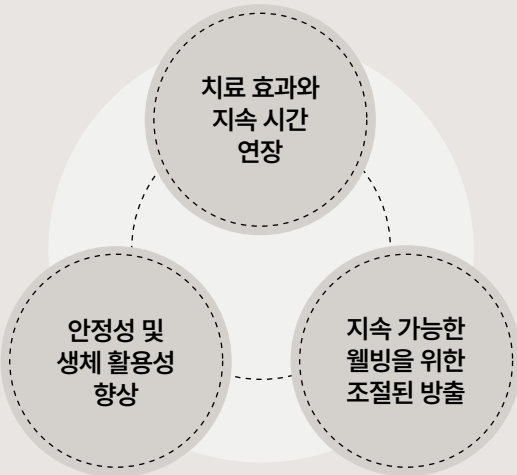 치료 효과와
지속 시간
연장
안정성 및
생체 활용성
향상
지속 가능한
웰빙을 위한
조절된 방출